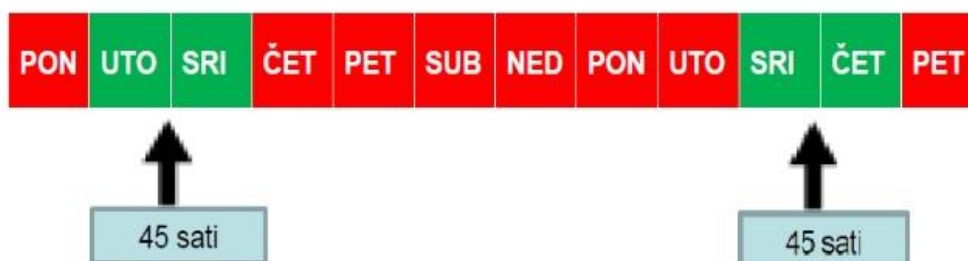 PON UTO SRI ČET PET SUB NED PON UTO SRI ČET PET
45 sati 45 sati